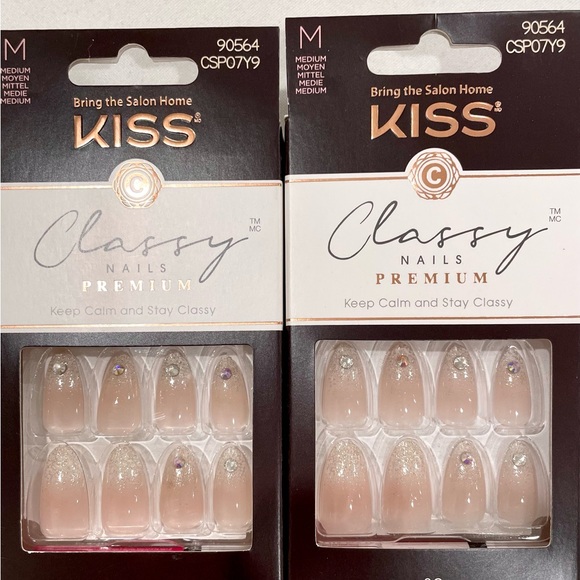 M
MEDIUM
MOYEN
MITTEL
MEDIE
MEDIUM
90564
CSP07Y9
Bring the Salon Home
KISS®
C
Classy
TM
MC
NAILS
PREMIUM
Keep Calm and Stay Classy
M
MEDIUM
MOYEN
MITTEL
MEDIE
MEDIUM
90564
CSP07Y9
Bring the Salon Home
KISS®
C
Classy
TM
MC
NAILS
PREMIUM
Keep Calm and Stay Classy